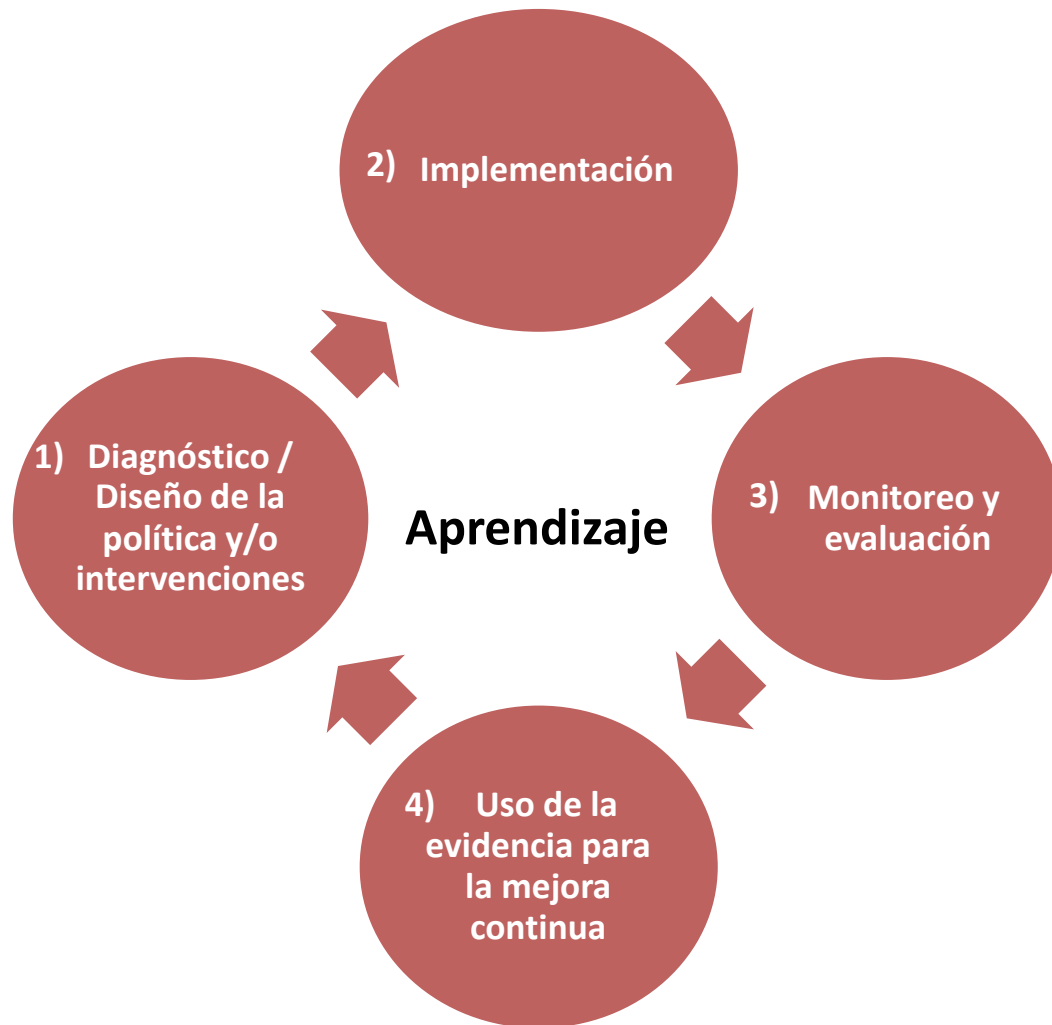 2) Implementación
1) Diagnóstico /
Diseño de la
política y/o
intervenciones
Aprendizaje
3) Monitoreo y
evaluación
4) Uso de la
evidencia para
la mejora
continua